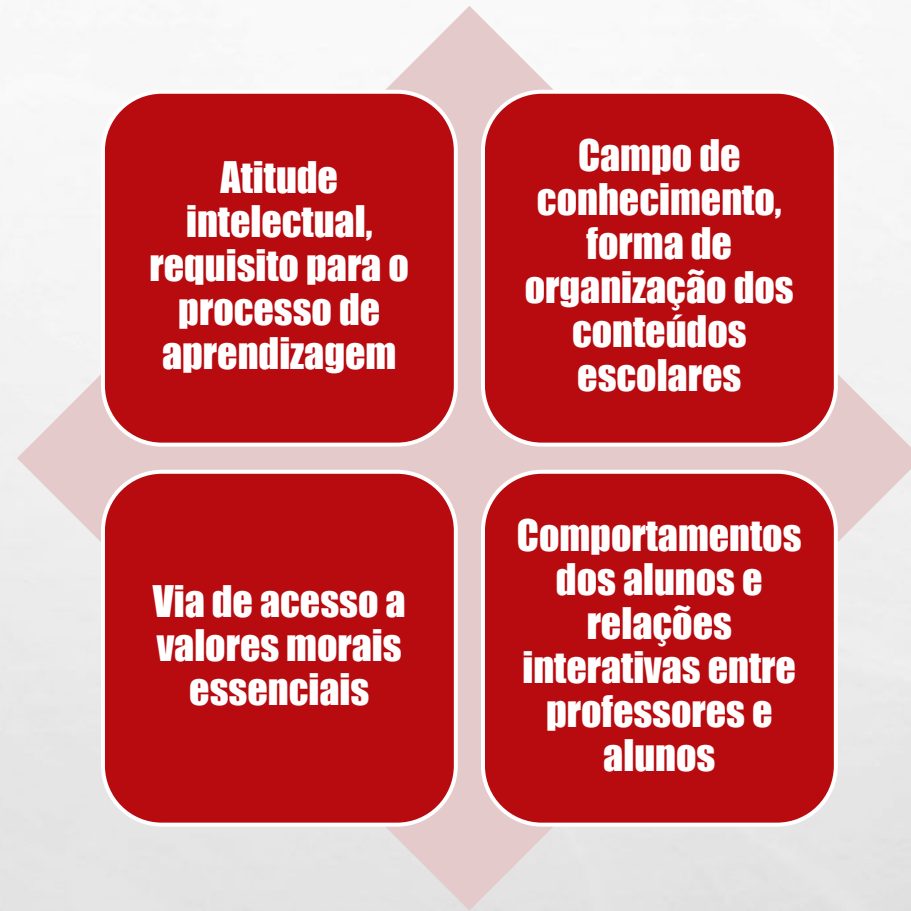 Atitude
intelectual,
requisito para o
processo de
aprendizagem
Campo de
conhecimento,
forma de
organização dos
conteúdos
escolares
Via de acesso a
valores morais
essenciais
Comportamentos
dos alunos e
relações
interativas entre
professores e
alunos